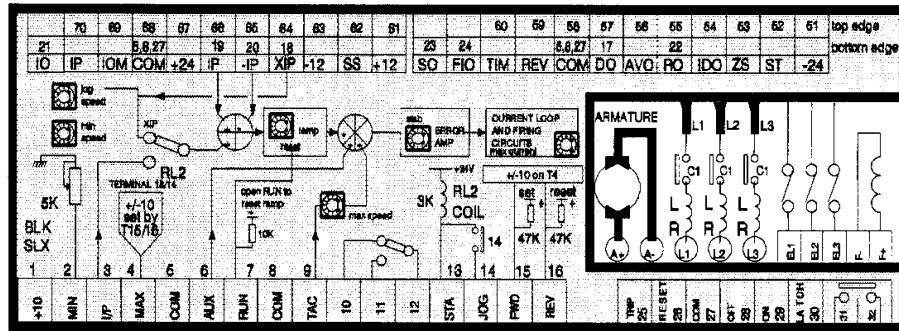 70 69 68 67 66 65 64 63 62 61 60 59 58 57 56 55 54 53 52 51 top edge
21 5,6,27 19 20 18 23 24 5,6,27 17 22 bottom edge
IO IP IOM COM +24 IP -IP XIP -12 SS +12 SO FIO TIM REV COM DO AVO RO IDO ZS ST -24
jog speed
min speed
XIP
RL2
TERMINAL 13/14
+/-10 set by T15/16
5K
BLK
SLX
ramp
reset
open RUN to reset ramp
10K
max speed
stab
ERROR AMP
CURRENT LOOP AND FIRING CIRCUITS
max current
+24V
3K
RL2 COIL
14
+/-10 on T4
set reset
47K 47K
ARMATURE
L1 L2 L3
C1 C1 C1
L L L
R R R
A+ A- L1 L2 L3 EL1 EL2 EL3 F- F+
1 2 3 4 5 6 7 8 9 13 14 15 16
+10 MIN I/P MAX COM AUX RUN COM TAC 10 11 12 STA JOG FWD REV
TRIP 25 RESET 26 COM 27 OFF 28 ON 29 LATCH 30 31 32